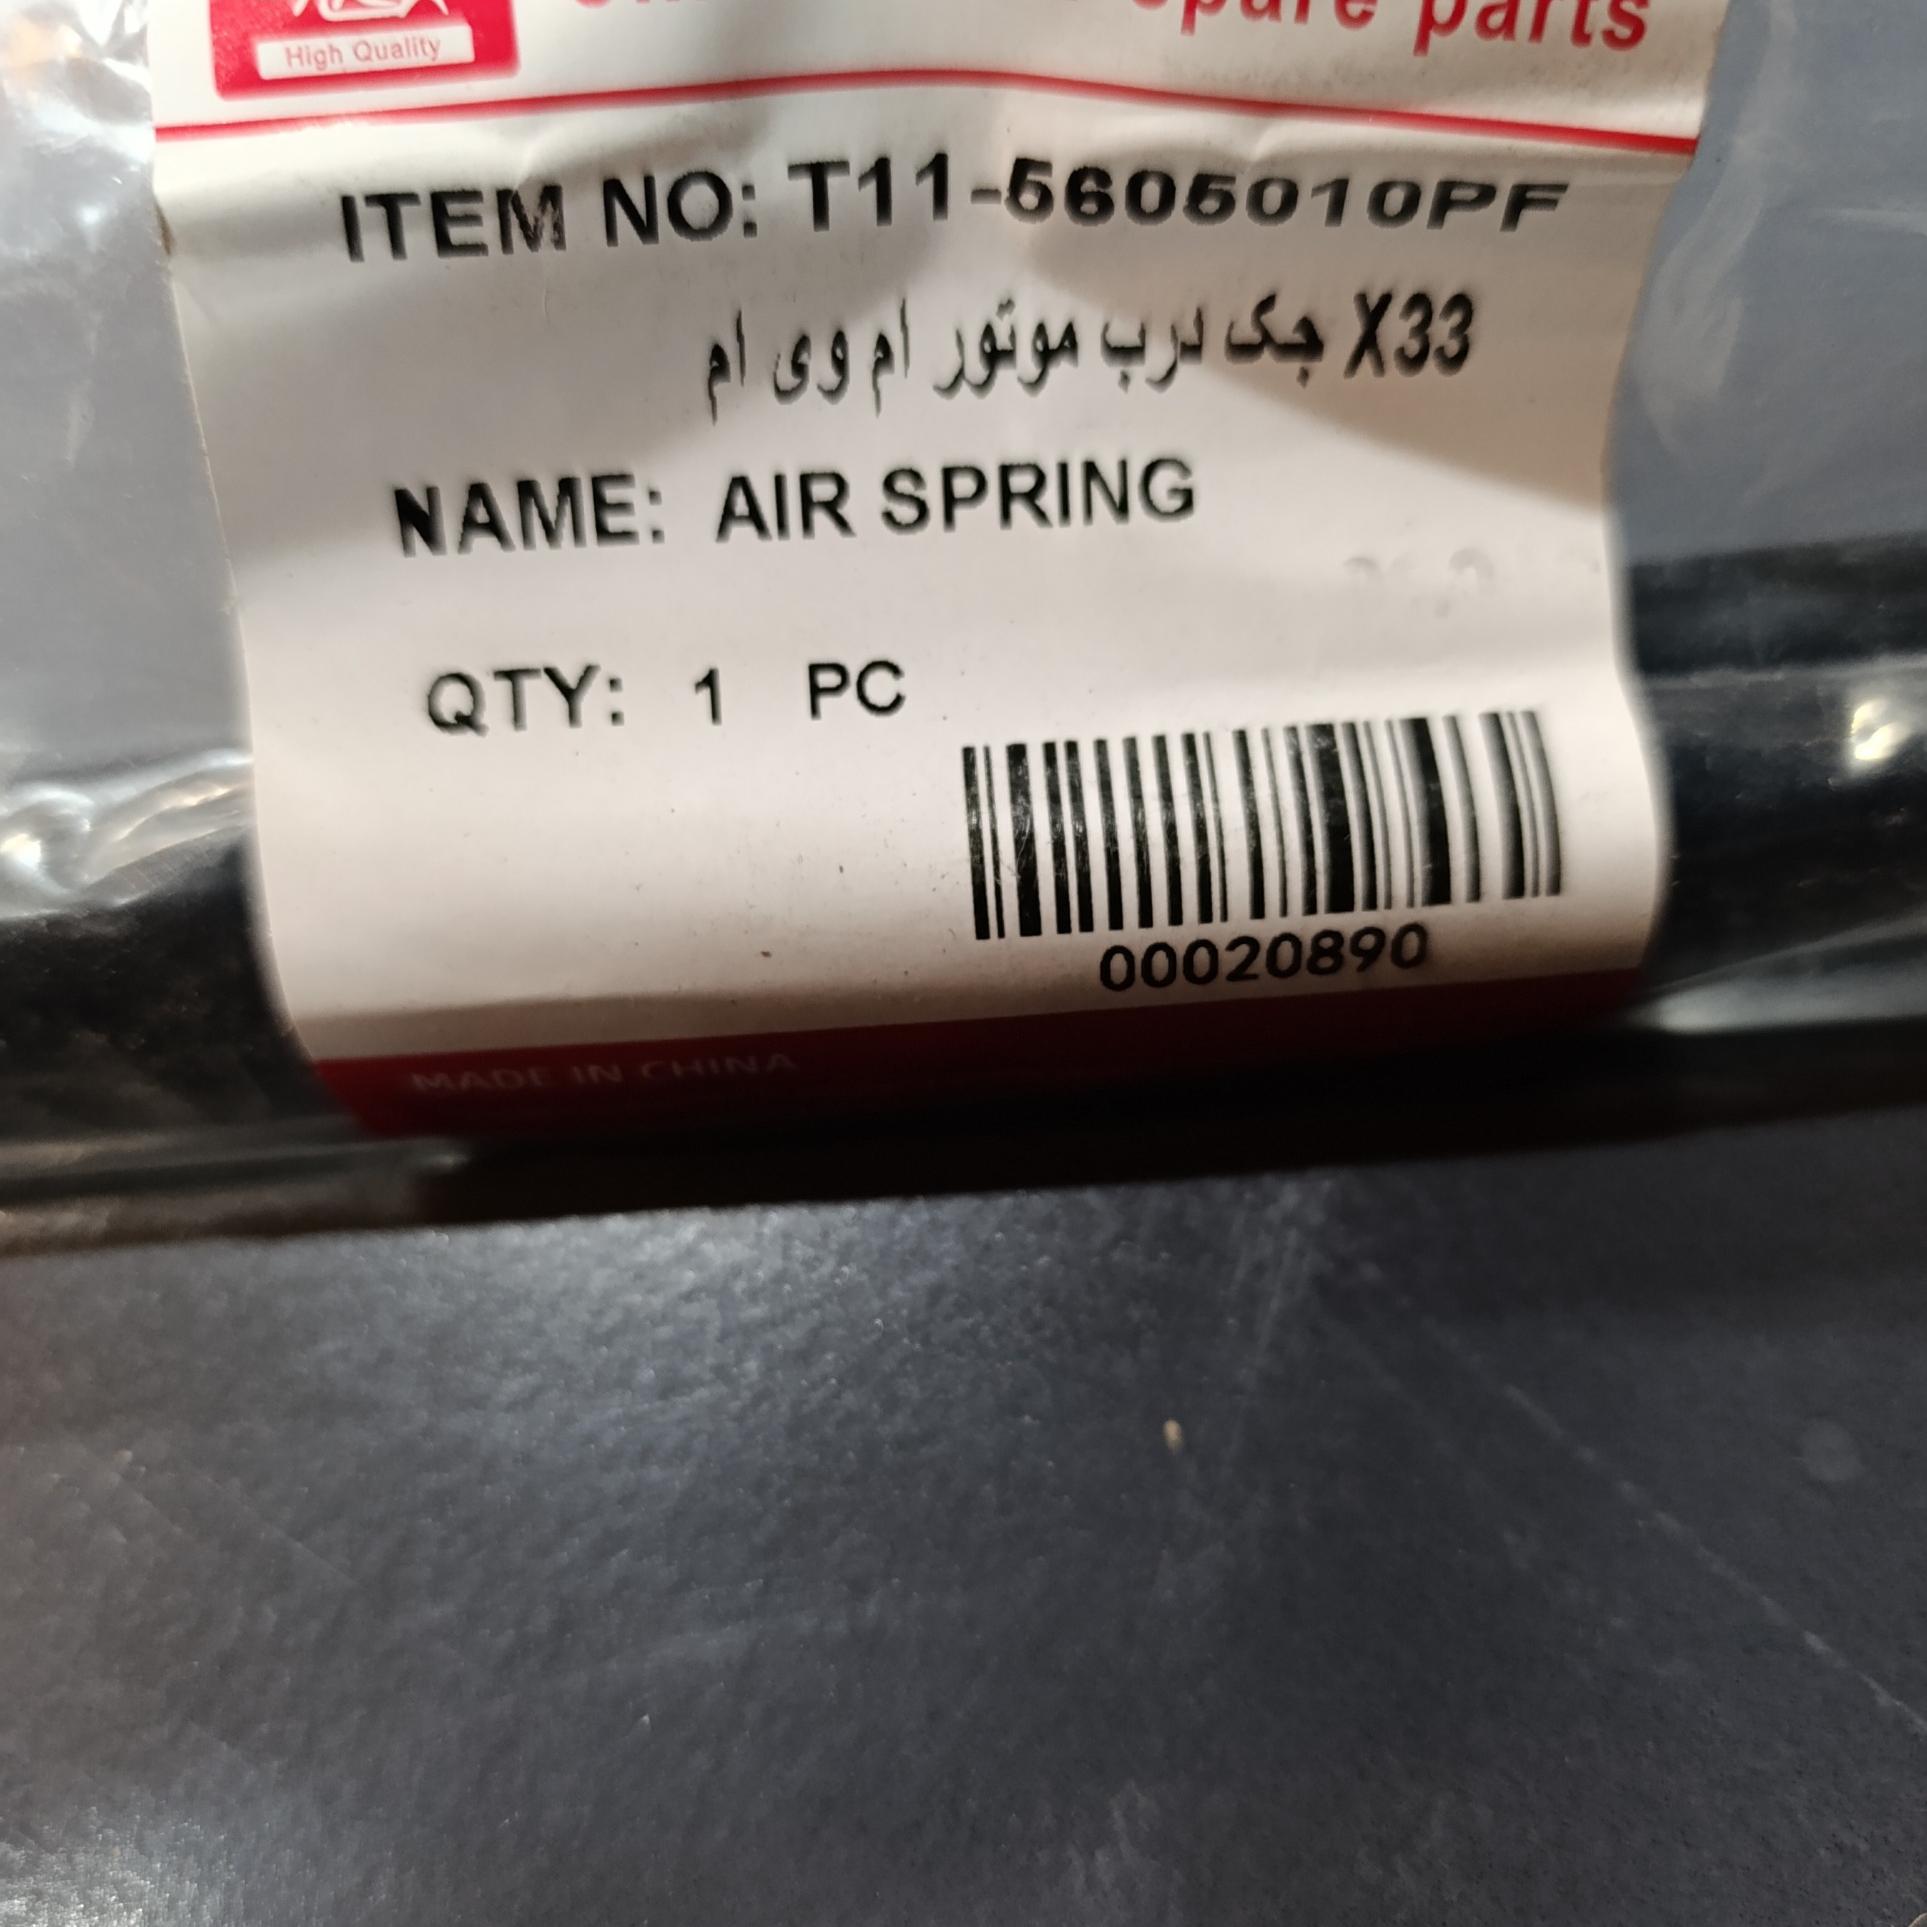 High Quality
spare parts
ITEM NO: T11-5605010PF
جک درب موتور ام وی ام X33
NAME: AIR SPRING
QTY: 1 PC
00020890
MADE IN CHINA